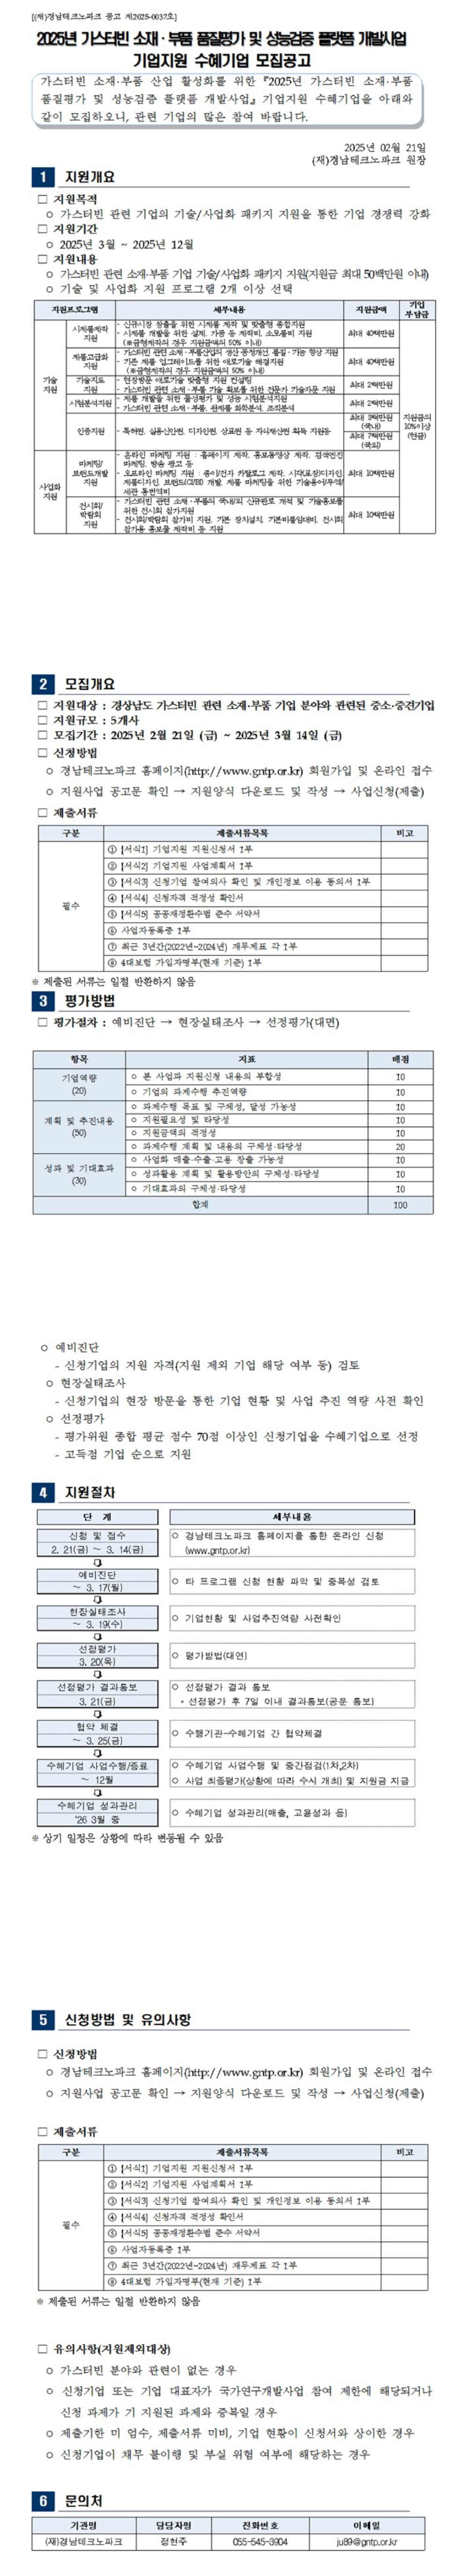 [(재)경남테크노파크 공고 제2025-0037호]
2025년 가스터빈 소재·부품 품질평가 및 성능검증 플랫폼 개발사업
기업지원 수혜기업 모집공고
가스터빈 소재·부품 산업 활성화를 위한 『2025년 가스터빈 소재·부품
품질평가 및 성능검증 플랫폼 개발사업』 기업지원 수혜기업을 아래와
같이 모집하오니, 관련 기업의 많은 참여 바랍니다.
2025년 02월 21일
(재)경남테크노파크 원장
1 지원개요
□ 지원목적
○ 가스터빈 관련 기업의 기술/사업화 패키지 지원을 통한 기업 경쟁력 강화
□ 지원기간
○ 2025년 3월 ~ 2025년 12월
□ 지원내용
○ 가스터빈 관련 소재·부품 기업 기술/사업화 패키지 지원(지원금 최대 50백만원 이내)
○ 기술 및 사업화 지원 프로그램 2개 이상 선택
지원프로그램 세부내용 지원금액 기업부담금
기술지원
시제품제작 지원
- 신규시장 창출을 위한 시제품 제작 및 맞춤형 종합지원
- 시제품 개발을 위한 설계, 가공 등 제작비, 소모품비 지원
(※금형제작의 경우 지원금액의 50% 이내)
최대 40백만원
제품고급화 지원
- 가스터빈 관련 소재·부품산업의 생산 공정개선, 품질·기능 향상 지원
- 기존 제품 업그레이드를 위한 애로기술 해결지원
(※금형제작의 경우 지원금액의 50% 이내)
최대 40백만원
기술지도 지원
- 현장방문 애로기술 맞춤형 지원 컨설팅
- 가스터빈 관련 소재·부품 기술 확보를 위한 전문가 기술자문 지원
최대 2백만원
시험분석지원
- 제품 개발을 위한 물성평가 및 성능 시험분석지원
- 가스터빈 관련 소재·부품, 완제품 화학분석, 조직분석
최대 2백만원
인증지원
- 특허권, 실용신안권, 디자인권, 상표권 등 지식재산권 획득 지원등
최대 3백만원 (국내)
최대 7백만원 (국외)
지원금의 10%이상 (현금)
사업화 지원
마케팅/브랜드개발 지원
- 온라인 마케팅 지원 : 홈페이지 제작, 홍보동영상 제작, 검색엔진
마케팅, 방송 광고 등
- 오프라인 마케팅 지원 : 종이/전자 카탈로그 제작, 시각(포장)디자인,
제품디자인, 브랜드(CI/BI) 개발, 제품 마케팅을 위한 기술용어/무역/
세관 통번역비
최대 10백만원
전시회/박람회 지원
- 가스터빈 관련 소재·부품의 국내/외 신규판로 개척 및 기술홍보를
위한 전시회 참가지원
- 전시회/박람회 참가비 지원, 기본 장치설치, 기본비품임대비, 전시회
참가용 홍보물 제작비 등 지원
최대 10백만원
2 모집개요
□ 지원대상 : 경상남도 가스터빈 관련 소재·부품 기업 분야와 관련된 중소·중견기업
□ 지원규모 : 5개사
□ 모집기간 : 2025년 2월 21일 (금) ~ 2025년 3월 14일 (금)
□ 신청방법
○ 경남테크노파크 홈페이지(http://www.gntp.or.kr) 회원가입 및 온라인 접수
○ 지원사업 공고문 확인 → 지원양식 다운로드 및 작성 → 사업신청(제출)
□ 제출서류
구분 제출서류목록 비고
필수
① [서식1] 기업지원 지원신청서 1부
② [서식2] 기업지원 사업계획서 1부
③ [서식3] 신청기업 참여의사 확인 및 개인정보 이용 동의서 1부
④ [서식4] 신청자격 적정성 확인서
⑤ [서식5] 공공재정환수법 준수 서약서
⑥ 사업자등록증 1부
⑦ 최근 3년간(2022년~2024년) 재무제표 각 1부
⑧ 4대보험 가입자명부(현재 기준) 1부
※ 제출된 서류는 일절 반환하지 않음
3 평가방법
□ 평가절차 : 예비진단 → 현장실태조사 → 선정평가(대면)
항목 지표 배점
기업역량 (20)
○ 본 사업과 지원신청 내용의 부합성 10
○ 기업의 과제수행 추진역량 10
계획 및 추진내용 (50)
○ 과제수행 목표 및 구체성, 달성 가능성 10
○ 지원필요성 및 타당성 10
○ 지원금액의 적정성 10
○ 과제수행 계획 및 내용의 구체성·타당성 20
성과 및 기대효과 (30)
○ 사업화 매출·수출·고용 창출 가능성 10
○ 성과활용 계획 및 활용방안의 구체성·타당성 10
○ 기대효과의 구체성·타당성 10
합계 100
○ 예비진단
- 신청기업의 지원 자격(지원 제외 기업 해당 여부 등) 검토
○ 현장실태조사
- 신청기업의 현장 방문을 통한 기업 현황 및 사업 추진 역량 사전 확인
○ 선정평가
- 평가위원 종합 평균 점수 70점 이상인 신청기업을 수혜기업으로 선정
- 고득점 기업 순으로 지원
4 지원절차
단 계 세부내용
신청 및 접수
2. 21(금) ~ 3. 14(금)
○ 경남테크노파크 홈페이지를 통한 온라인 신청
(www.gntp.or.kr)
예비진단
~ 3. 17(월)
○ 타 프로그램 신청 현황 파악 및 중복성 검토
현장실태조사
~ 3. 19(수)
○ 기업현황 및 사업추진역량 사전확인
선정평가
3. 20(목)
○ 평가방법(대면)
선정평가 결과통보
3. 21(금)
○ 선정평가 결과 통보
* 선정평가 후 7일 이내 결과통보(공문 통보)
협약 체결
~ 3. 25(금)
○ 수행기관-수혜기업 간 협약체결
수혜기업 사업수행/종료
~ 12월
○ 수혜기업 사업수행 및 중간점검(1차,2차)
○ 사업 최종평가(상황에 따라 수시 개최) 및 지원금 지급
수혜기업 성과관리
'26 3월 중
○ 수혜기업 성과관리(매출, 고용성과 등)
※ 상기 일정은 상황에 따라 변동될 수 있음
5 신청방법 및 유의사항
□ 신청방법
○ 경남테크노파크 홈페이지(http://www.gntp.or.kr) 회원가입 및 온라인 접수
○ 지원사업 공고문 확인 → 지원양식 다운로드 및 작성 → 사업신청(제출)
□ 제출서류
구분 제출서류목록 비고
필수
① [서식1] 기업지원 지원신청서 1부
② [서식2] 기업지원 사업계획서 1부
③ [서식3] 신청기업 참여의사 확인 및 개인정보 이용 동의서 1부
④ [서식4] 신청자격 적정성 확인서
⑤ [서식5] 공공재정환수법 준수 서약서
⑥ 사업자등록증 1부
⑦ 최근 3년간(2022년~2024년) 재무제표 각 1부
⑧ 4대보험 가입자명부(현재 기준) 1부
※ 제출된 서류는 일절 반환하지 않음
□ 유의사항(지원제외대상)
○ 가스터빈 분야와 관련이 없는 경우
○ 신청기업 또는 기업 대표자가 국가연구개발사업 참여 제한에 해당되거나
신청 과제가 기 지원된 과제와 중복일 경우
○ 제출기한 미 엄수, 제출서류 미비, 기업 현황이 신청서와 상이한 경우
○ 신청기업이 채무 불이행 및 부실 위험 여부에 해당하는 경우
6 문의처
기관명 담당자명 전화번호 이메일
(재)경남테크노파크 정현주 055-545-3904 ju89@gntp.or.kr